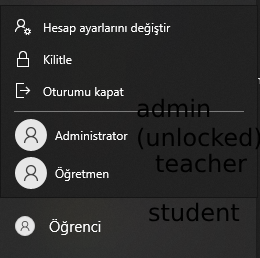 Hesap ayarlarını değiştir
Kilitle
Oturumu kapat
admin
Administrator (unlocked)
teacher
Öğretmen
student
Öğrenci